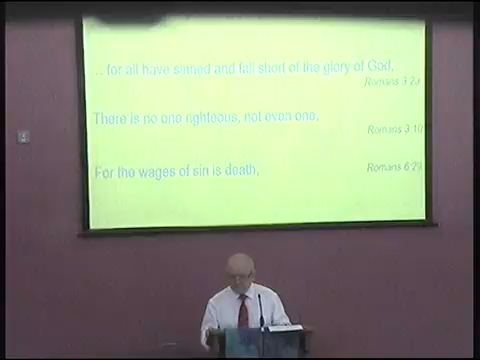 .. for all have sinned and fall short of the glory of God,
Romans 3:23
There is no one righteous, not even one,
Romans 3:10
For the wages of sin is death,
Romans 6:23